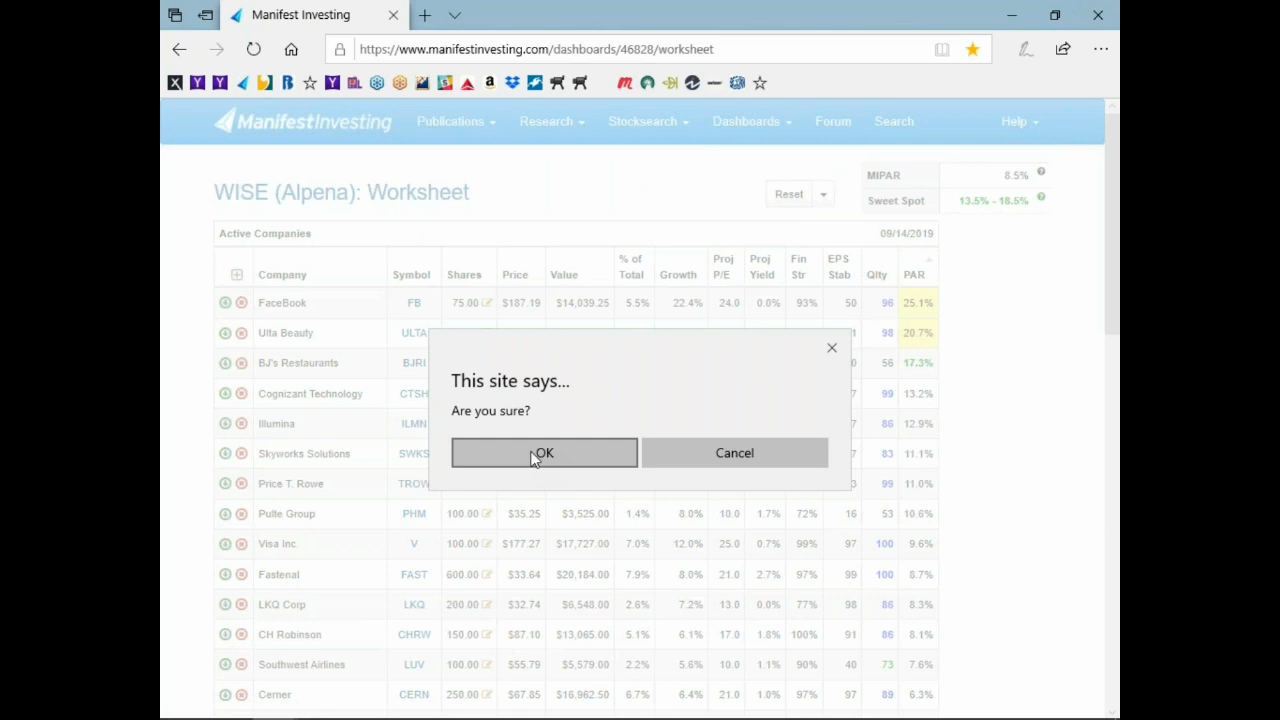 Manifest Investing
https://www.manifestinvesting.com/dashboards/46828/worksheet
ManifestInvesting Publications Research Stocksearch Dashboards Forum Search Help
MIPAR 8.5%
WISE (Alpena): Worksheet Reset
Sweet Spot 13.5% - 18.5%
Active Companies 09/14/2019
Company Symbol Shares Price Value % of Total Growth Proj P/E Proj Yield Fin Str EPS Stab Qlty PAR
FaceBook FB 75.00 $187.19 $14,039.25 5.5% 22.4% 24.0 0.0% 93% 50 96 25.1%
Ulta Beauty ULTA 1 98 20.7%
BJ's Restaurants BJRI 0 56 17.3%
Cognizant Technology CTSH 7 99 13.2%
Illumina ILMN 7 86 12.9%
Skyworks Solutions SWKS 7 83 11.1%
Price T. Rowe TROW 3 99 11.0%
This site says...
Are you sure?
OK Cancel
Pulte Group PHM 100.00 $35.25 $3,525.00 1.4% 8.0% 10.0 1.7% 72% 16 53 10.6%
Visa Inc. V 100.00 $177.27 $17,727.00 7.0% 12.0% 25.0 0.7% 99% 97 100 9.6%
Fastenal FAST 600.00 $33.64 $20,184.00 7.9% 8.0% 21.0 2.7% 97% 99 100 8.7%
LKQ Corp LKQ 200.00 $32.74 $6,548.00 2.6% 7.2% 13.0 0.0% 77% 98 86 8.3%
CH Robinson CHRW 150.00 $87.10 $13,065.00 5.1% 6.1% 17.0 1.8% 100% 91 86 8.1%
Southwest Airlines LUV 100.00 $55.79 $5,579.00 2.2% 5.6% 10.0 1.1% 90% 40 73 7.6%
Cerner CERN 250.00 $67.85 $16,962.50 6.7% 6.4% 21.0 1.0% 97% 97 89 6.3%